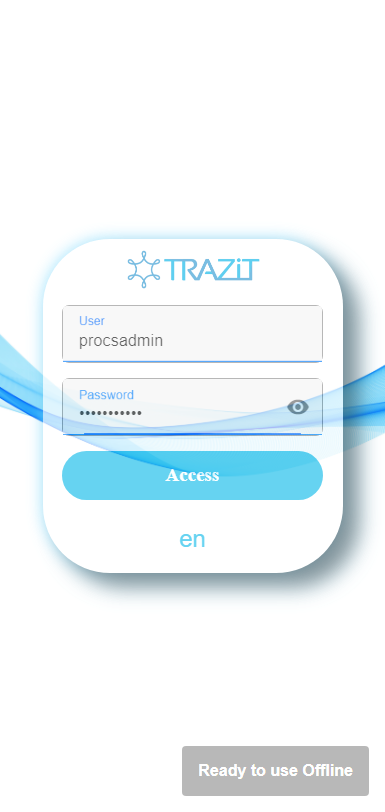 TRAZiT
User
procsadmin
Password
•••••••••••
Access
en
Ready to use Offline